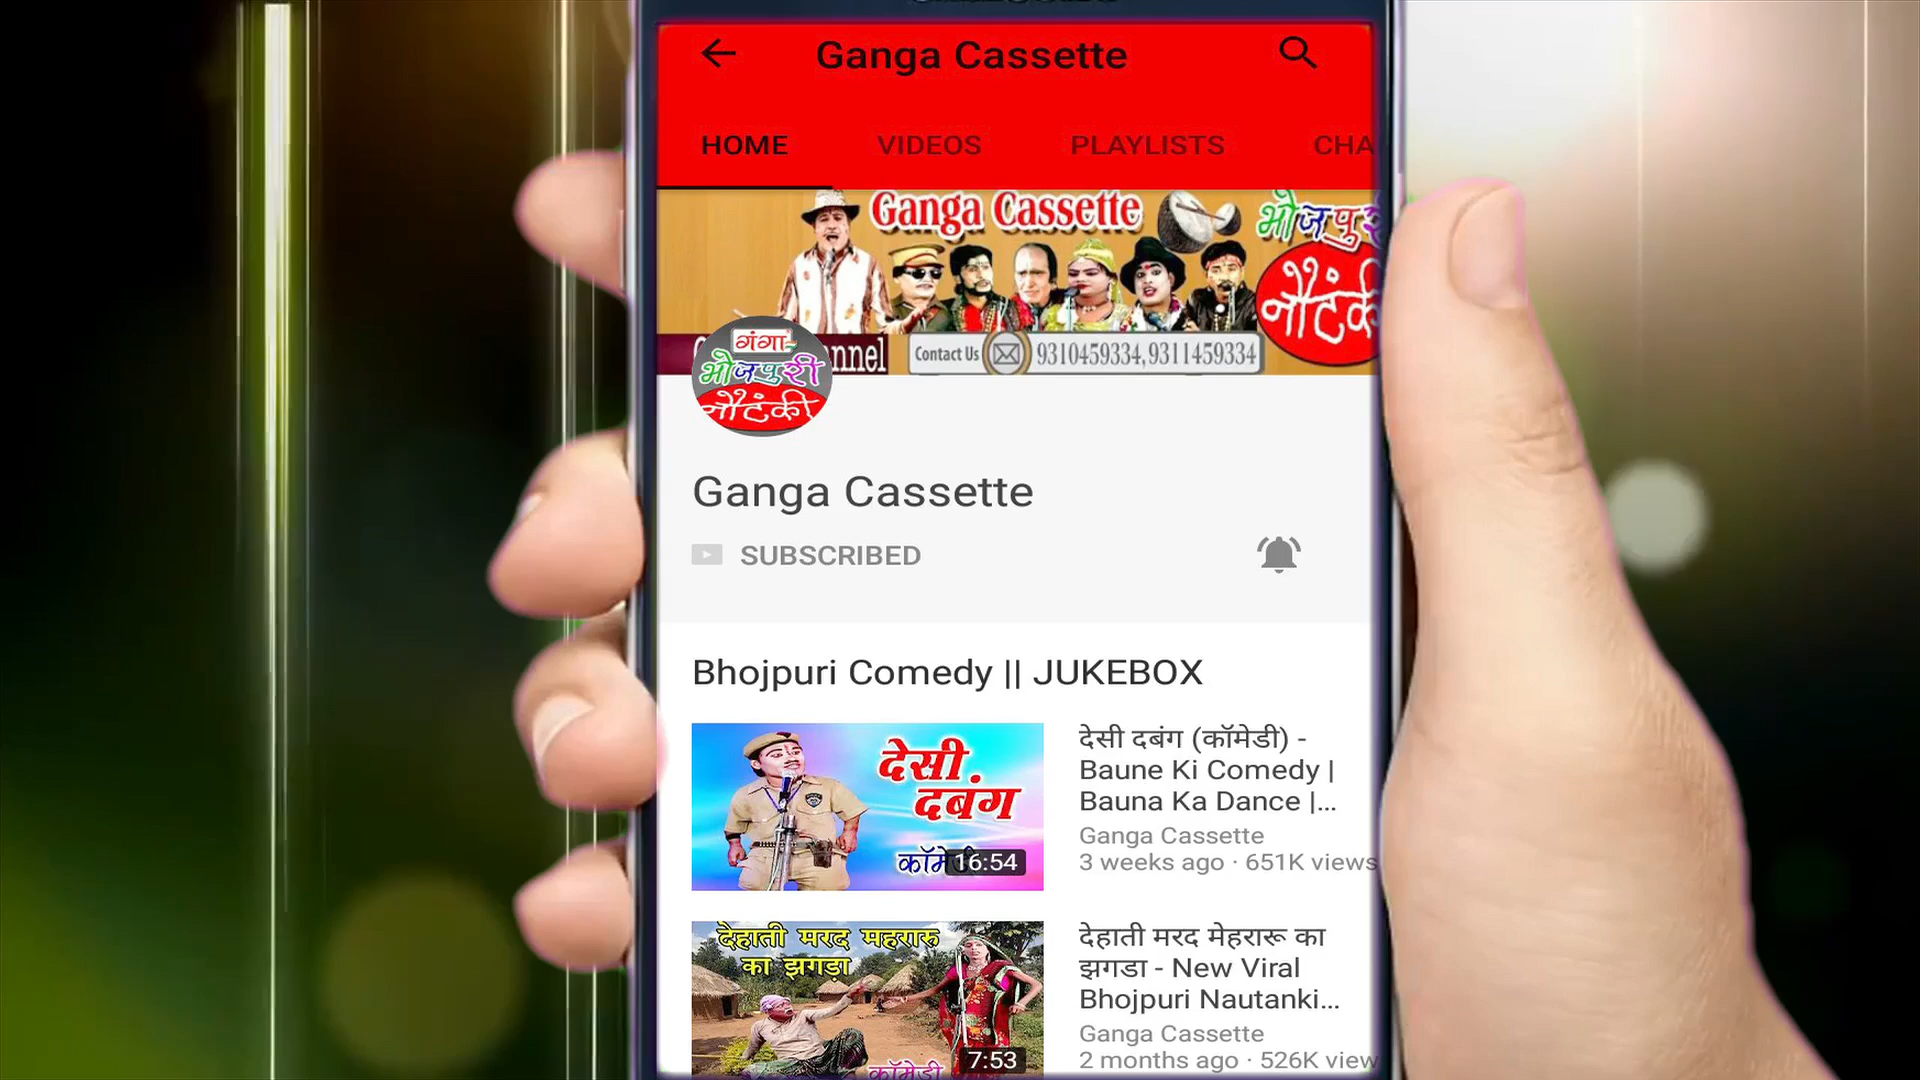 Ganga Cassette
HOME VIDEOS PLAYLISTS CHA
Ganga Cassette
भोजपुरी
नौटंकी
गंगा
भोजपुरी
नौटंकी
Contact Us 9310459334,9311459334
Ganga Cassette
SUBSCRIBED
Bhojpuri Comedy || JUKEBOX
देसी दबंग
कॉमेडी
16:54
देसी दबंग (कॉमेडी) -
Baune Ki Comedy |
Bauna Ka Dance |...
Ganga Cassette
3 weeks ago · 651K views
देहाती मरद महरारु
का झगड़ा
कॉमेडी
7:53
देहाती मरद मेहरारू का
झगडा - New Viral
Bhojpuri Nautanki...
Ganga Cassette
2 months ago · 526K view